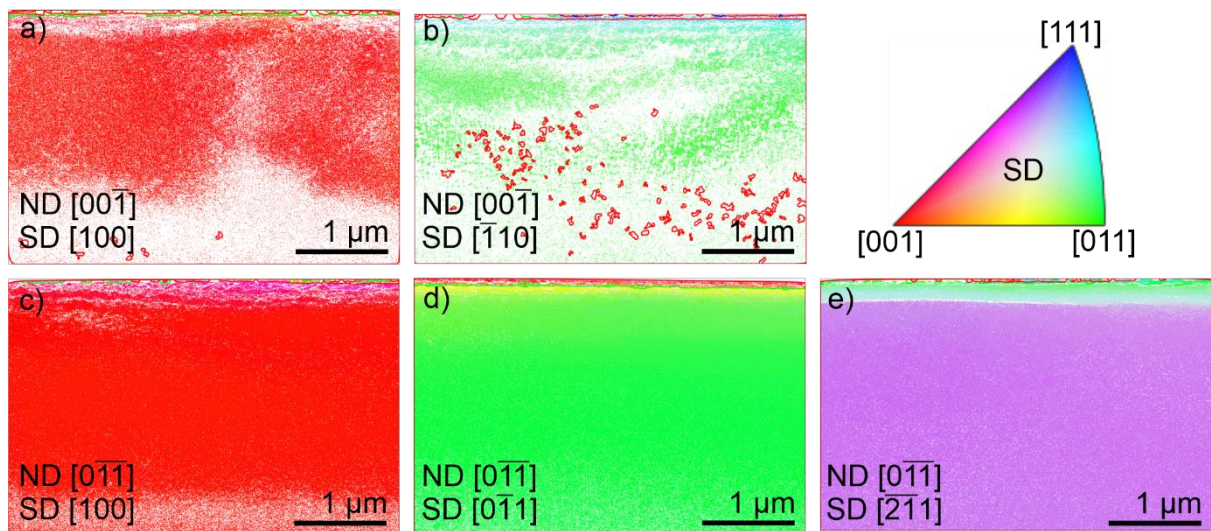 a)
ND [001̅]
SD [100]
1 µm
b)
ND [001̅]
SD [1̅10]
1 µm
[111]
SD
[001]
[011]
c)
ND [01̅1̅]
SD [100]
1 µm
d)
ND [01̅1̅]
SD [01̅1]
1 µm
e)
ND [01̅1̅]
SD [2̅1̅1]
1 µm